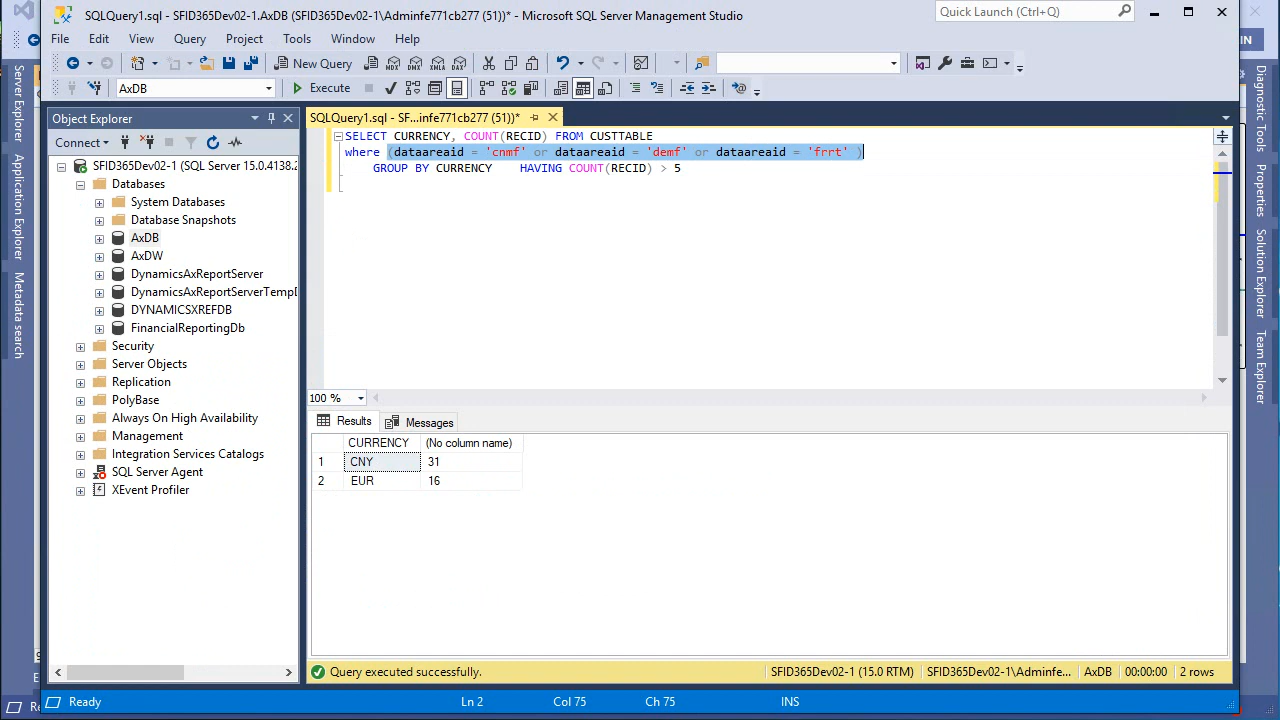 SQLQuery1.sql - SFID365Dev02-1.AxDB (SFID365Dev02-1\Adminfe771cb277 (51))* - Microsoft SQL Server Management Studio
Quick Launch (Ctrl+Q)
File Edit View Query Project Tools Window Help
New Query
AxDB
Execute
Object Explorer
Connect
SFID365Dev02-1 (SQL Server 15.0.4138.2
Databases
System Databases
Database Snapshots
AxDB
AxDW
DynamicsAxReportServer
DynamicsAxReportServerTempD
DYNAMICSXREFDB
FinancialReportingDb
Security
Server Objects
Replication
PolyBase
Always On High Availability
Management
Integration Services Catalogs
SQL Server Agent
XEvent Profiler
SQLQuery1.sql - SF...infe771cb277 (51))*
SELECT CURRENCY, COUNT(RECID) FROM CUSTTABLE
where (dataareaid = 'cnmf' or dataareaid = 'demf' or dataareaid = 'frrt' )
GROUP BY CURRENCY HAVING COUNT(RECID) > 5
100 %
Results Messages
CURRENCY (No column name)
1 CNY 31
2 EUR 16
Query executed successfully.
SFID365Dev02-1 (15.0 RTM) SFID365Dev02-1\Adminfe... AxDB 00:00:00 2 rows
Ready Ln 2 Col 75 Ch 75 INS
Server Explorer
Application Explorer
Metadata search
Diagnostic Tools
Properties
Solution Explorer
Team Explorer
IN